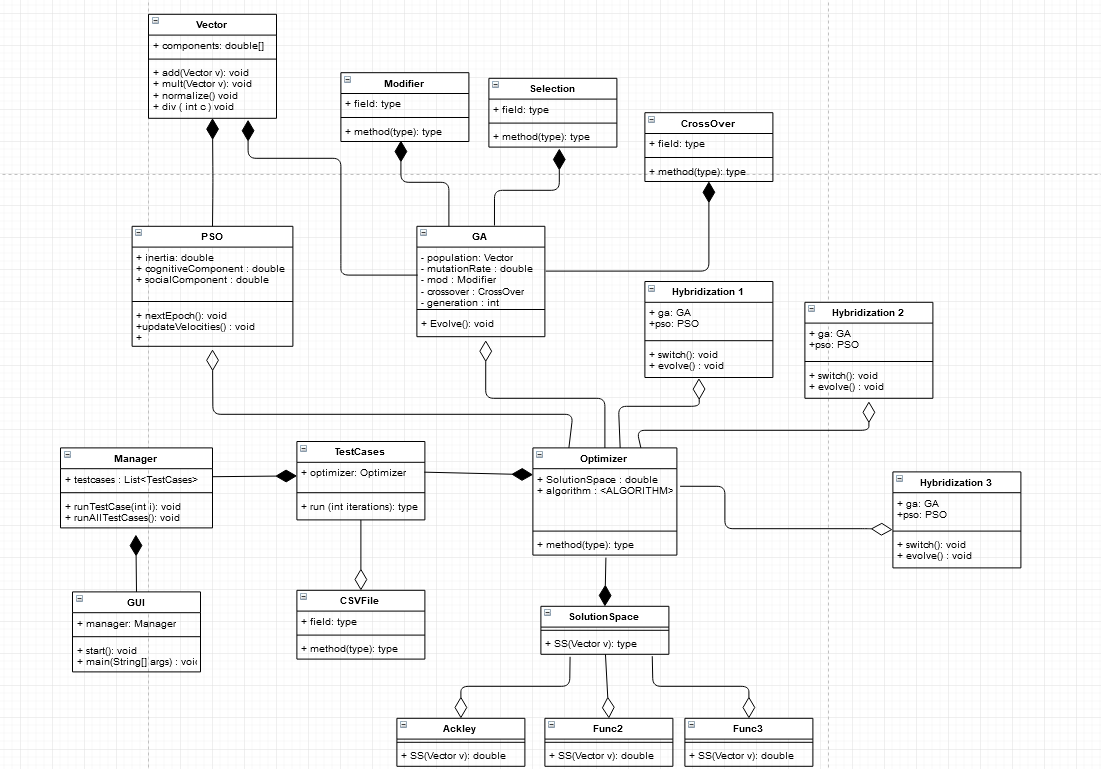 Vector
+ components: double[]
+ add(Vector v): void
+ mult(Vector v): void
+ normalize() void
+ div ( int c ) void
Modifier
+ field: type
+ method(type): type
Selection
+ field: type
+ method(type): type
CrossOver
+ field: type
+ method(type): type
PSO
+ inertia: double
+ cognitiveComponent : double
+ socialComponent : double
+ nextEpoch(): void
+updateVelocities() : void
+
GA
- population: Vector
- mutationRate : double
- mod : Modifier
- crossover : CrossOver
- generation : int
+ Evolve(): void
Hybridization 1
+ ga: GA
+pso: PSO
+ switch(): void
+ evolve() : void
Hybridization 2
+ ga: GA
+pso: PSO
+ switch(): void
+ evolve() : void
Manager
+ testcases : List<TestCases>
+ runTestCase(int i): void
+ runAllTestCases(): void
TestCases
+ optimizer: Optimizer
+ run (int iterations): type
Optimizer
+ SolutionSpace : double
+ algorithm : <ALGORITHM>
+ method(type): type
Hybridization 3
+ ga: GA
+pso: PSO
+ switch(): void
+ evolve() : void
GUI
+ manager: Manager
+ start(): void
+ main(String[] args) : voi
CSVFile
+ field: type
+ method(type): type
SolutionSpace
+ SS(Vector v): type
Ackley
+ SS(Vector v): double
Func2
+ SS(Vector v): double
Func3
+ SS(Vector v): double